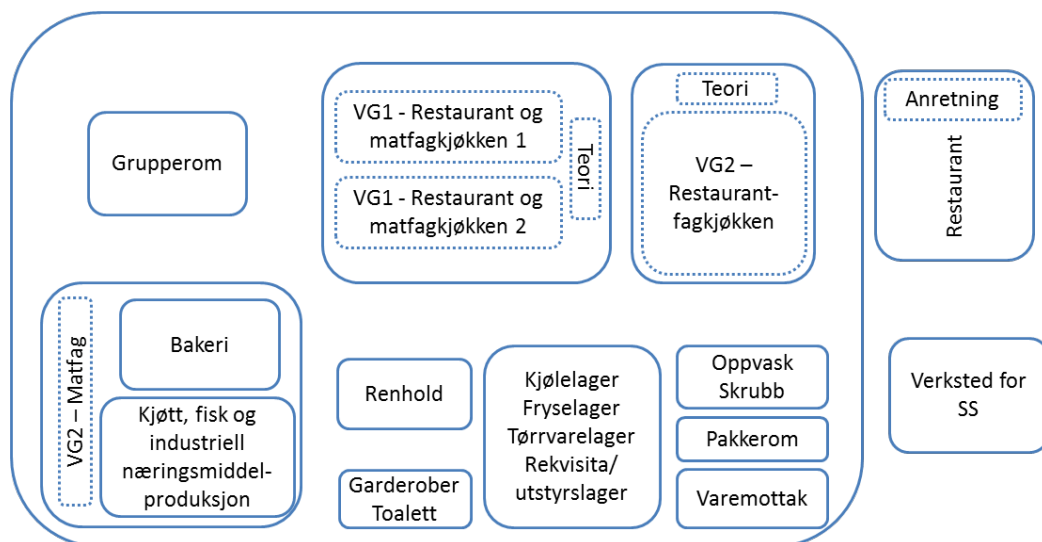 Grupperom
VG1 - Restaurant og
matfagkjøkken 1
VG1 - Restaurant og
matfagkjøkken 2
Teori
Teori
VG2 –
Restaurant-
fagkjøkken
Anretning
Restaurant
VG2 – Matfag
Bakeri
Kjøtt, fisk og
industriell
næringsmiddel-
produksjon
Renhold
Garderober
Toalett
Kjølelager
Fryselager
Tørrvarelager
Rekvisita/
utstyrslager
Oppvask
Skrubb
Pakkerom
Varemottak
Verksted for
SS